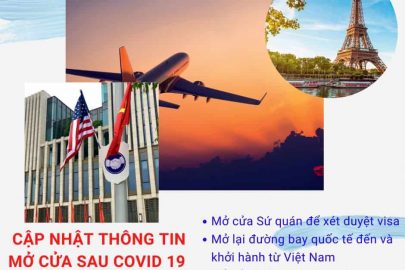 CẬP NHẬT THÔNG TIN
MỞ CỬA SAU COVID 19
• Mở cửa Sứ quán để xét duyệt visa
• Mở lại đường bay quốc tế đến và
khởi hành từ Việt Nam